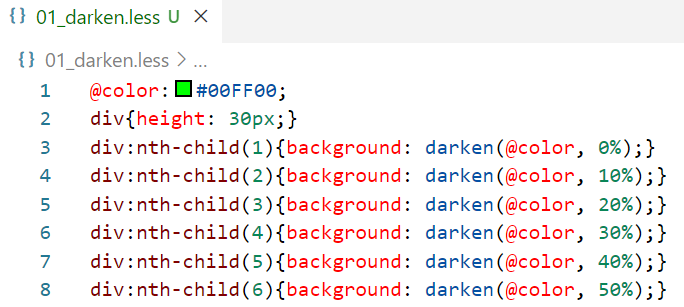 {} 01_darken.less U ✕
{} 01_darken.less > ...
1 @color: #00FF00;
2 div{height: 30px;}
3 div:nth-child(1){background: darken(@color, 0%);}
4 div:nth-child(2){background: darken(@color, 10%);}
5 div:nth-child(3){background: darken(@color, 20%);}
6 div:nth-child(4){background: darken(@color, 30%);}
7 div:nth-child(5){background: darken(@color, 40%);}
8 div:nth-child(6){background: darken(@color, 50%);}